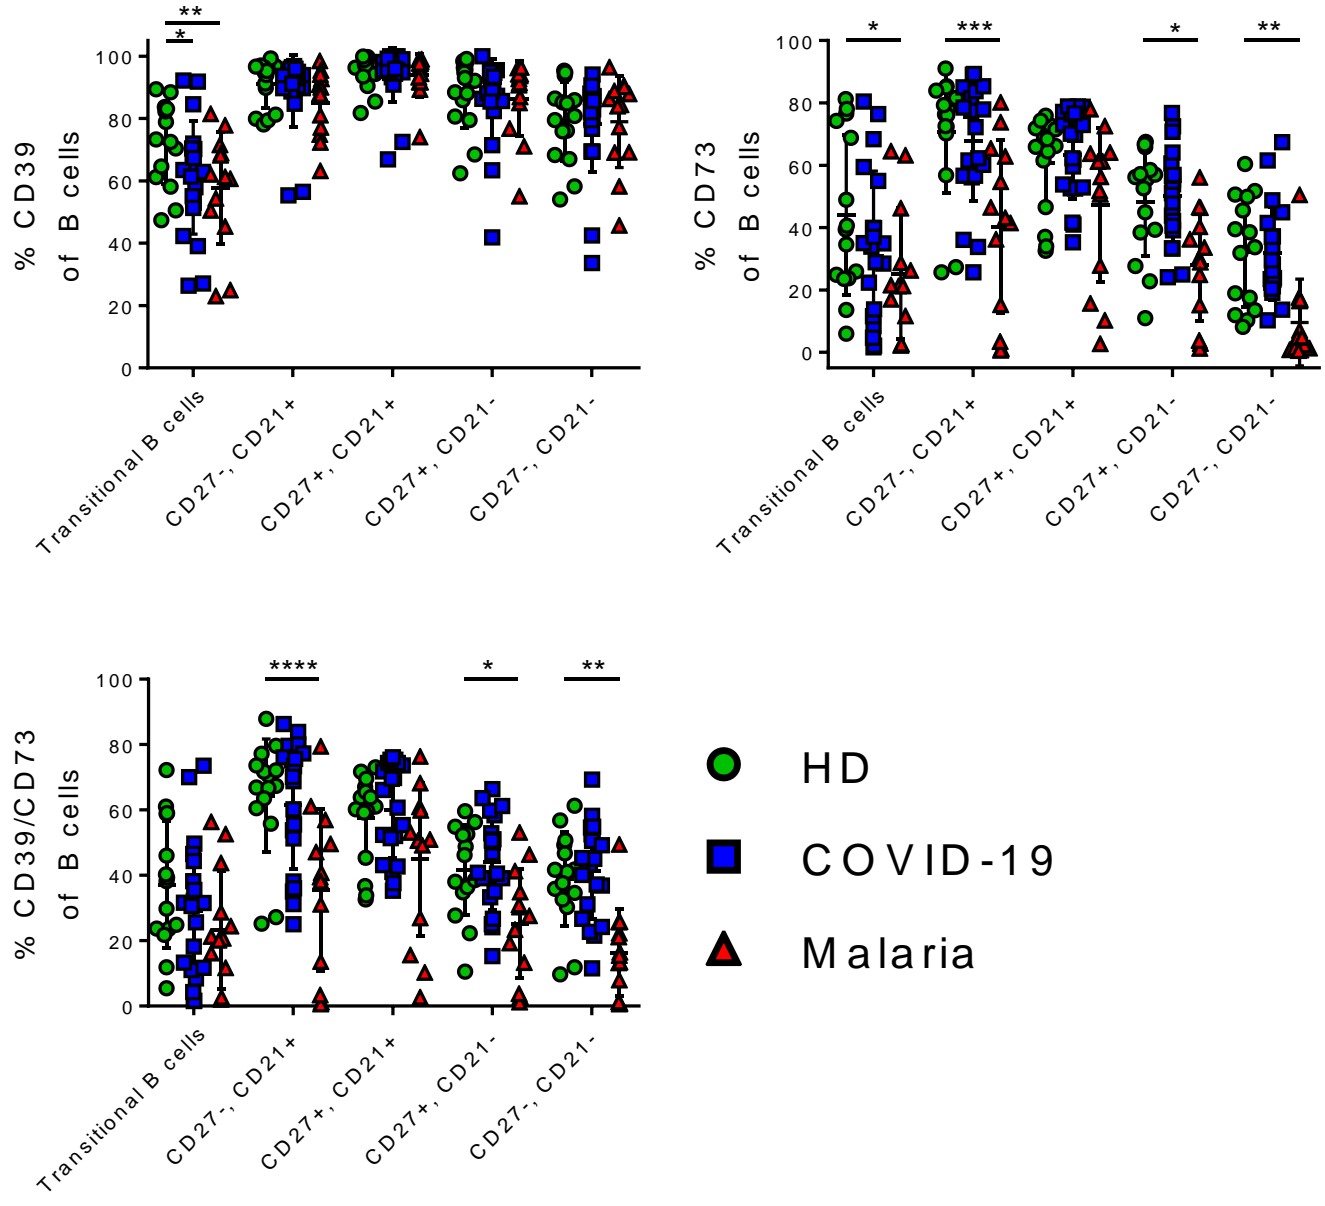 % CD39
of B cells
**
*
100
80
60
40
20
0
Transitional B cells
CD27-, CD21+
CD27+, CD21+
CD27+, CD21-
CD27-, CD21-
% CD73
of B cells
*
***
*
**
100
80
60
40
20
0
Transitional B cells
CD27-, CD21+
CD27+, CD21+
CD27+, CD21-
CD27-, CD21-
% CD39/CD73
of B cells
****
*
**
100
80
60
40
20
0
Transitional B cells
CD27-, CD21+
CD27+, CD21+
CD27+, CD21-
CD27-, CD21-
HD
COVID-19
Malaria